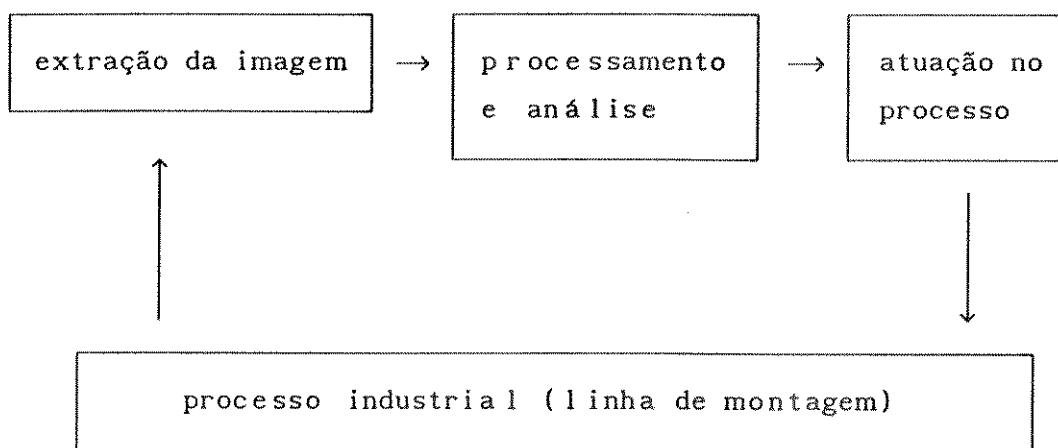 extração da imagem
→
processamento
e análise
→
atuação no
processo
processo industrial (linha de montagem)